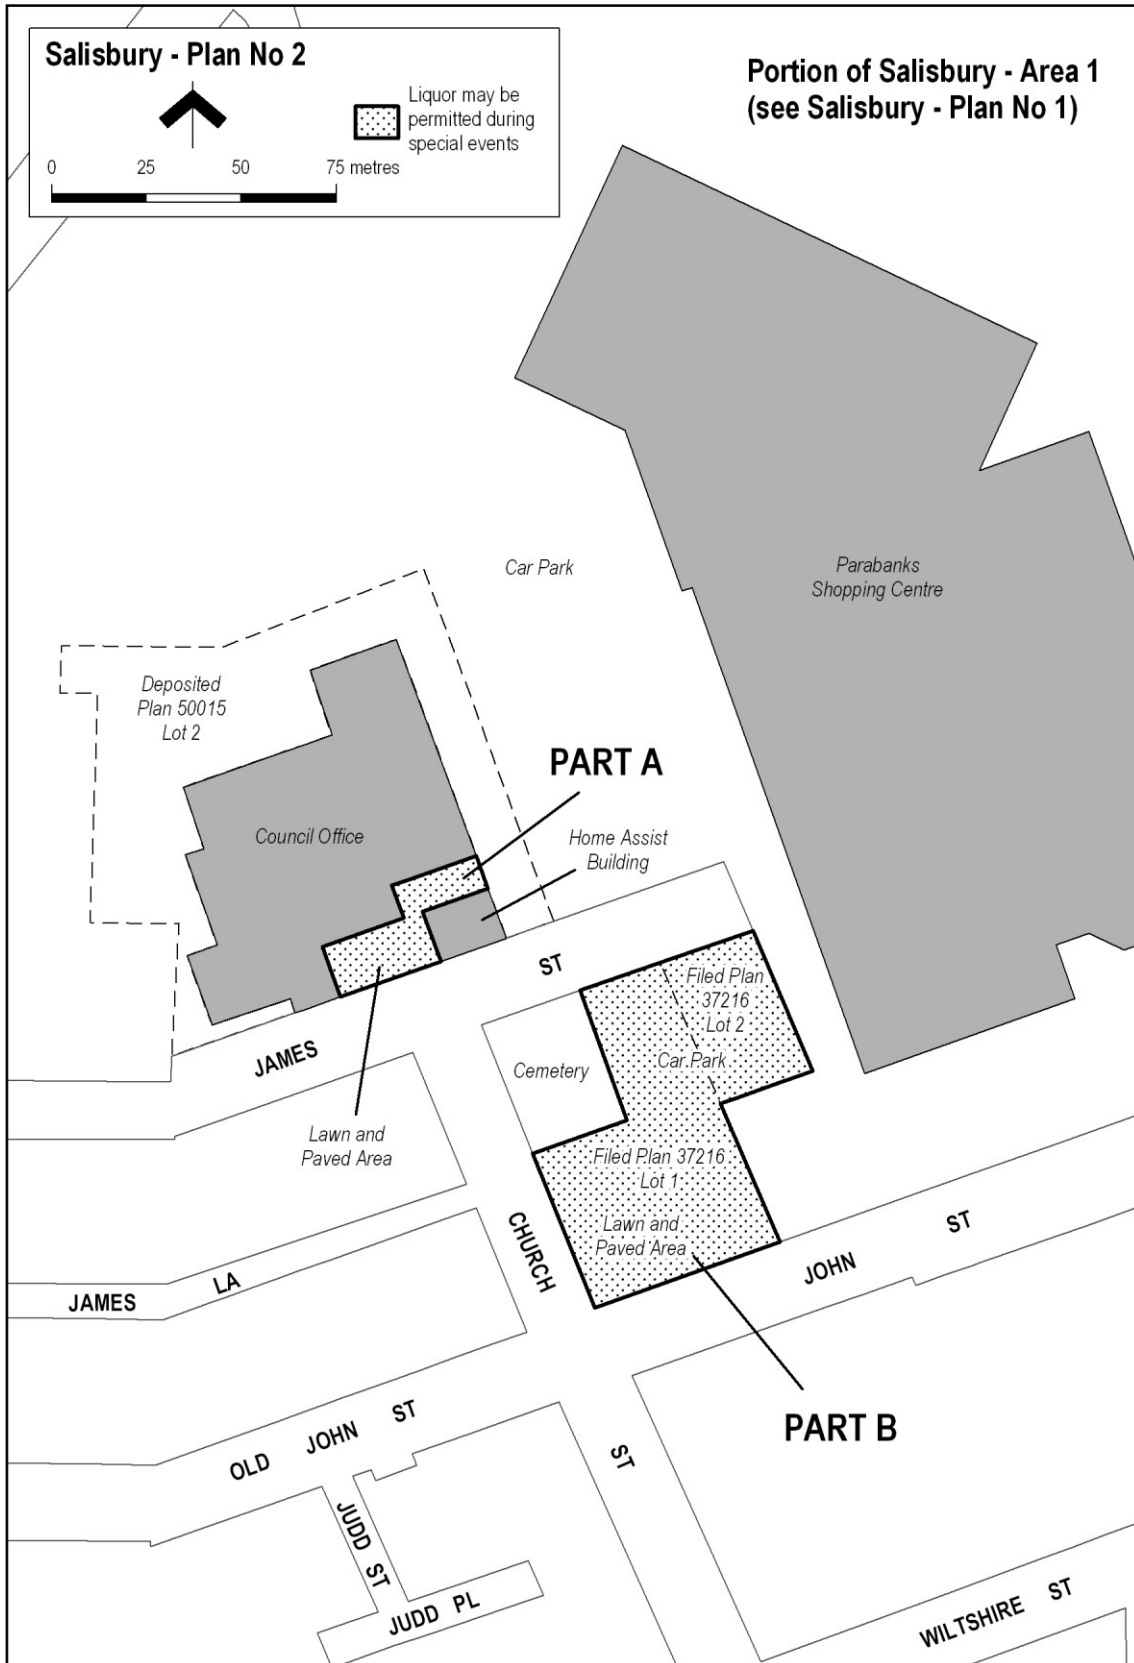 Salisbury - Plan No 2
Liquor may be
permitted during
special events
0 25 50 75 metres
Portion of Salisbury - Area 1
(see Salisbury - Plan No 1)
Car Park
Parabanks
Shopping Centre
Deposited
Plan 50015
Lot 2
PART A
Council Office
Home Assist
Building
ST
JAMES
Filed Plan
37216
Lot 2
Car Park
Cemetery
Lawn and
Paved Area
Filed Plan 37216
Lot 1
Lawn and
Paved Area
CHURCH
ST
JOHN
JAMES
LA
PART B
OLD JOHN ST
ST
JUDD ST
JUDD PL
WILTSHIRE ST